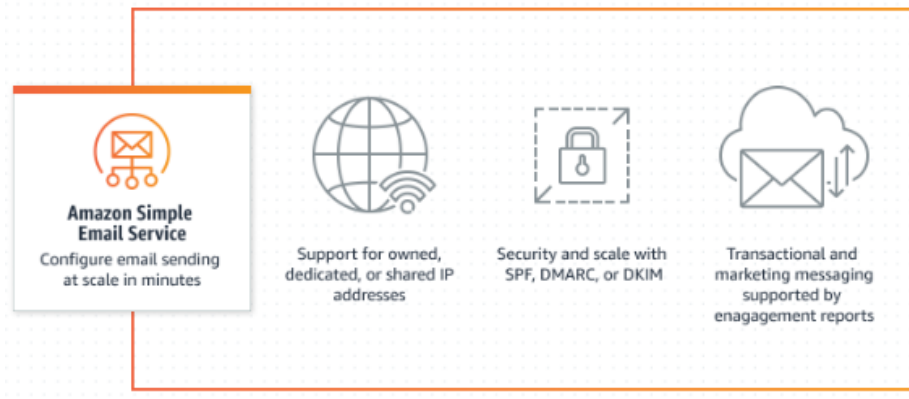 Amazon Simple
Email Service
Configure email sending
at scale in minutes
Support for owned,
dedicated, or shared IP
addresses
Security and scale with
SPF, DMARC, or DKIM
Transactional and
marketing messaging
supported by
enagagement reports